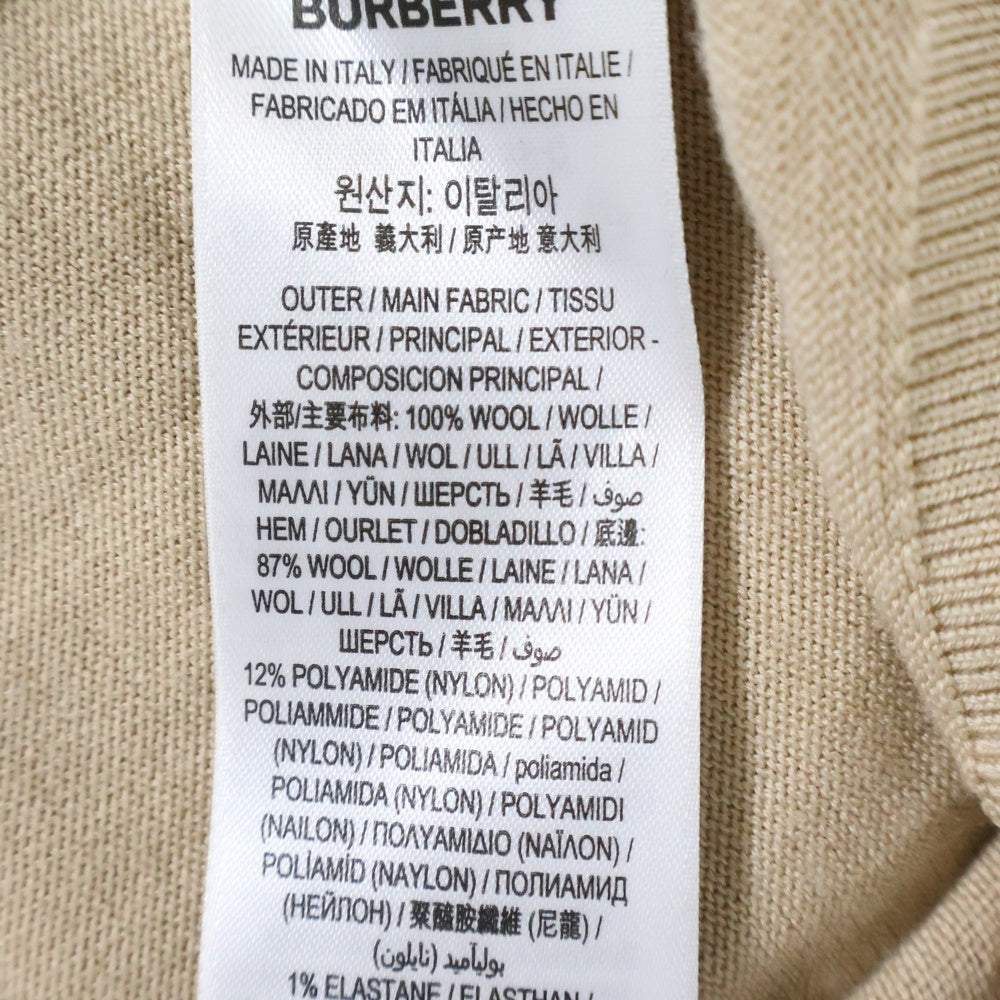 BURBERRY
MADE IN ITALY / FABRIQUÉ EN ITALIE /
FABRICADO EM ITÁLIA / HECHO EN
ITALIA
원산지: 이탈리아
原產地 義大利 / 原产地 意大利
OUTER / MAIN FABRIC / TISSU
EXTÉRIEUR / PRINCIPAL / EXTERIOR -
COMPOSICION PRINCIPAL /
外部/主要布料: 100% WOOL / WOLLE /
LAINE / LANA / WOL / ULL / LÃ / VILLA /
ΜΑΛΛΙ / YÜN / ШЕРСТЬ / 羊毛 / صوف
HEM / OURLET / DOBLADILLO / 底邊:
87% WOOL / WOLLE / LAINE / LANA /
WOL / ULL / LÃ / VILLA / ΜΑΛΛΙ / YÜN /
ШЕРСТЬ / 羊毛 / صوف
12% POLYAMIDE (NYLON) / POLYAMID /
POLIAMMIDE / POLYAMIDE / POLYAMID
(NYLON) / POLIAMIDA / poliamida /
POLIAMIDA (NYLON) / POLYAMIDI
(NAILON) / ΠΟΛΥΑΜΙΔΙΟ (ΝΑΪΛΟΝ) /
POLİAMİD (NAYLON) / ПОЛИАМИД
(НЕЙЛОН) / 聚醯胺纖維 (尼龍) /
بولياميد (نايلون)
1% ELASTANE / ELASTHAN /